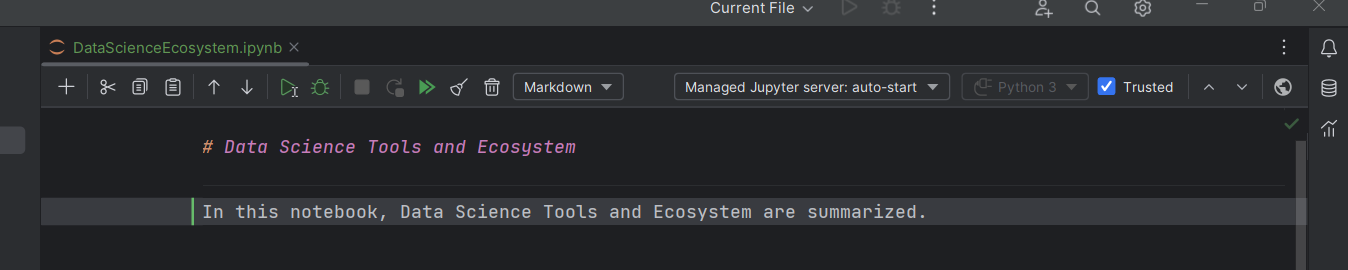 Current File
DataScienceEcosystem.ipynb
Markdown
Managed Jupyter server: auto-start
Python 3
Trusted
# Data Science Tools and Ecosystem
In this notebook, Data Science Tools and Ecosystem are summarized.